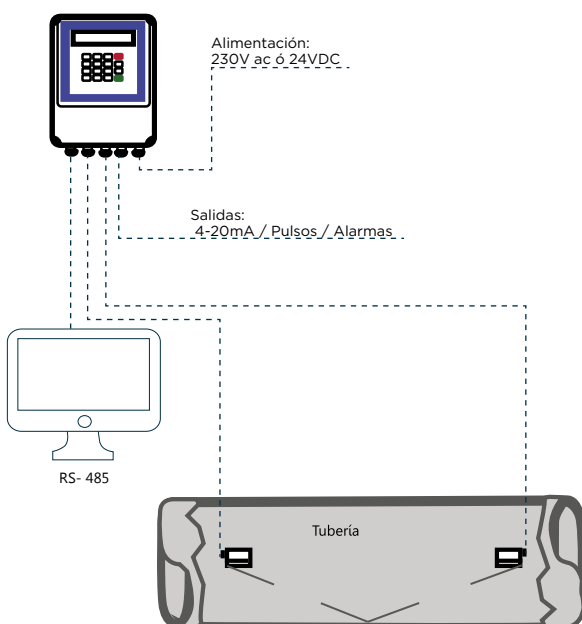 Alimentación:
230V ac ó 24VDC
Salidas:
4-20mA / Pulsos / Alarmas
RS- 485
Tubería